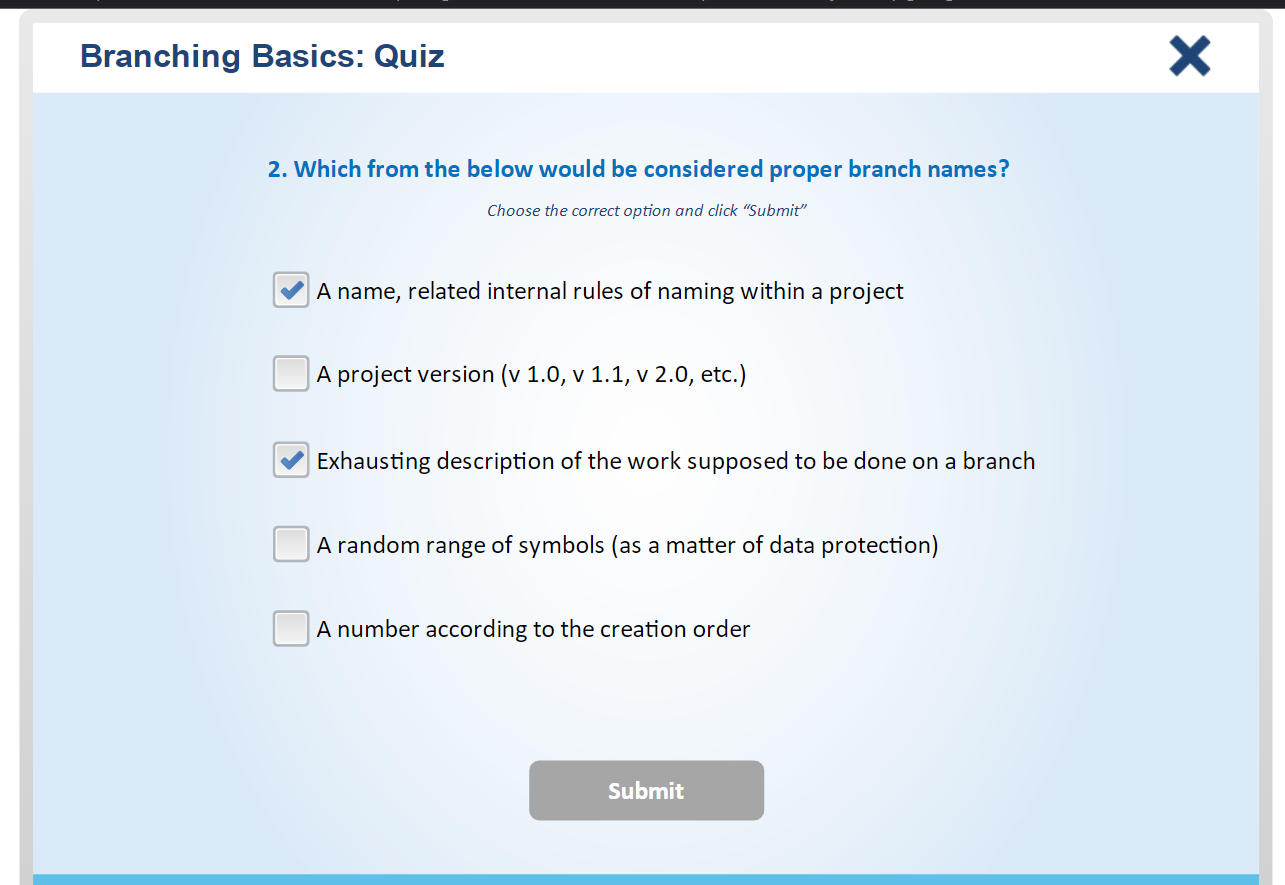 Branching Basics: Quiz
2. Which from the below would be considered proper branch names?
Choose the correct option and click “Submit”
A name, related internal rules of naming within a project
A project version (v 1.0, v 1.1, v 2.0, etc.)
Exhausting description of the work supposed to be done on a branch
A random range of symbols (as a matter of data protection)
A number according to the creation order
Submit